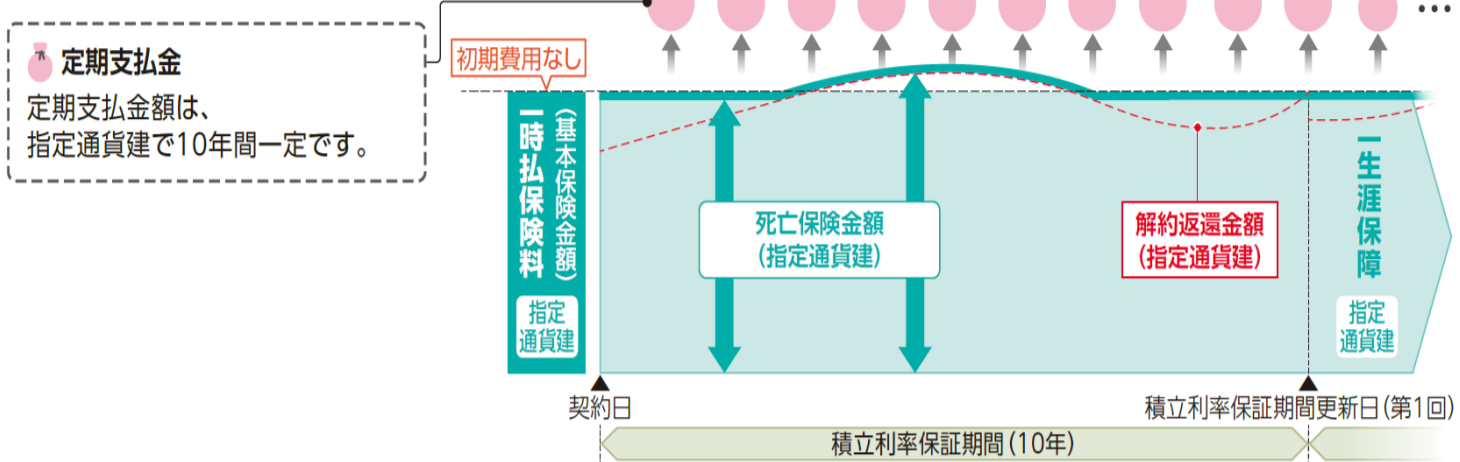 定期支払金
定期支払金額は、
指定通貨建で10年間一定です。
初期費用なし
…
一時払保険料
(基本保険金額)
指定
通貨建
死亡保険金額
(指定通貨建)
解約返還金額
(指定通貨建)
一生涯保障
指定
通貨建
契約日
積立利率保証期間更新日(第1回)
積立利率保証期間(10年)